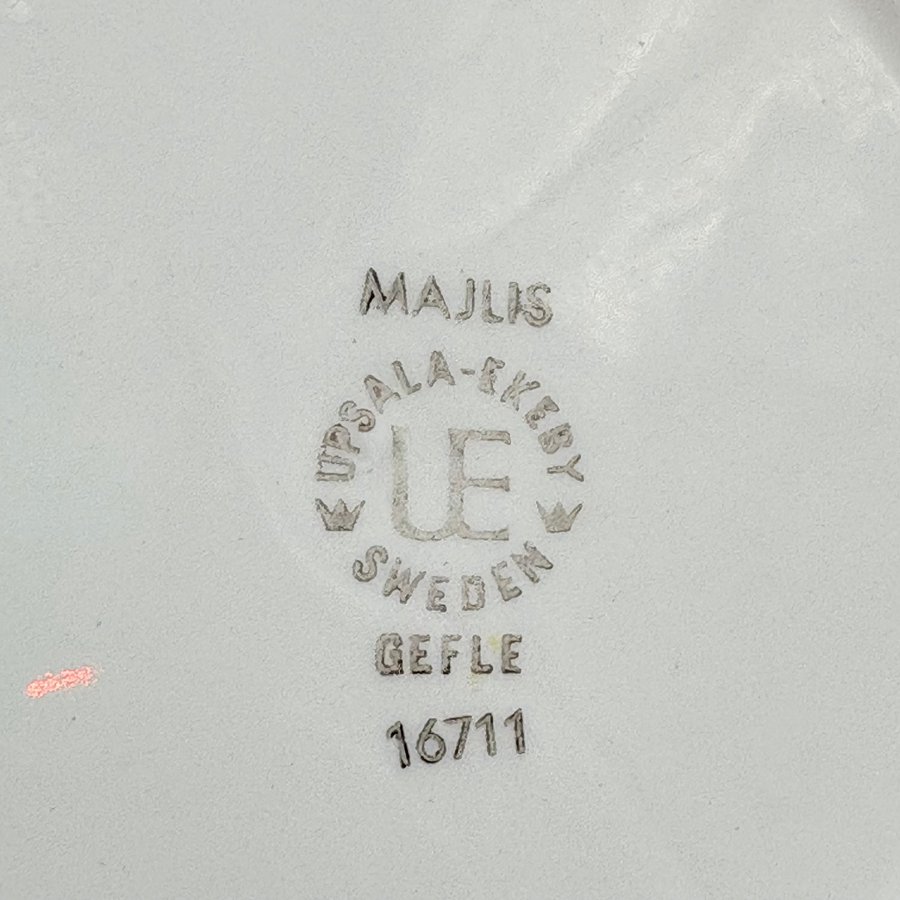 MAJLIS
UPSALA-EKEBY
UE
SWEDEN
GEFLE
16711